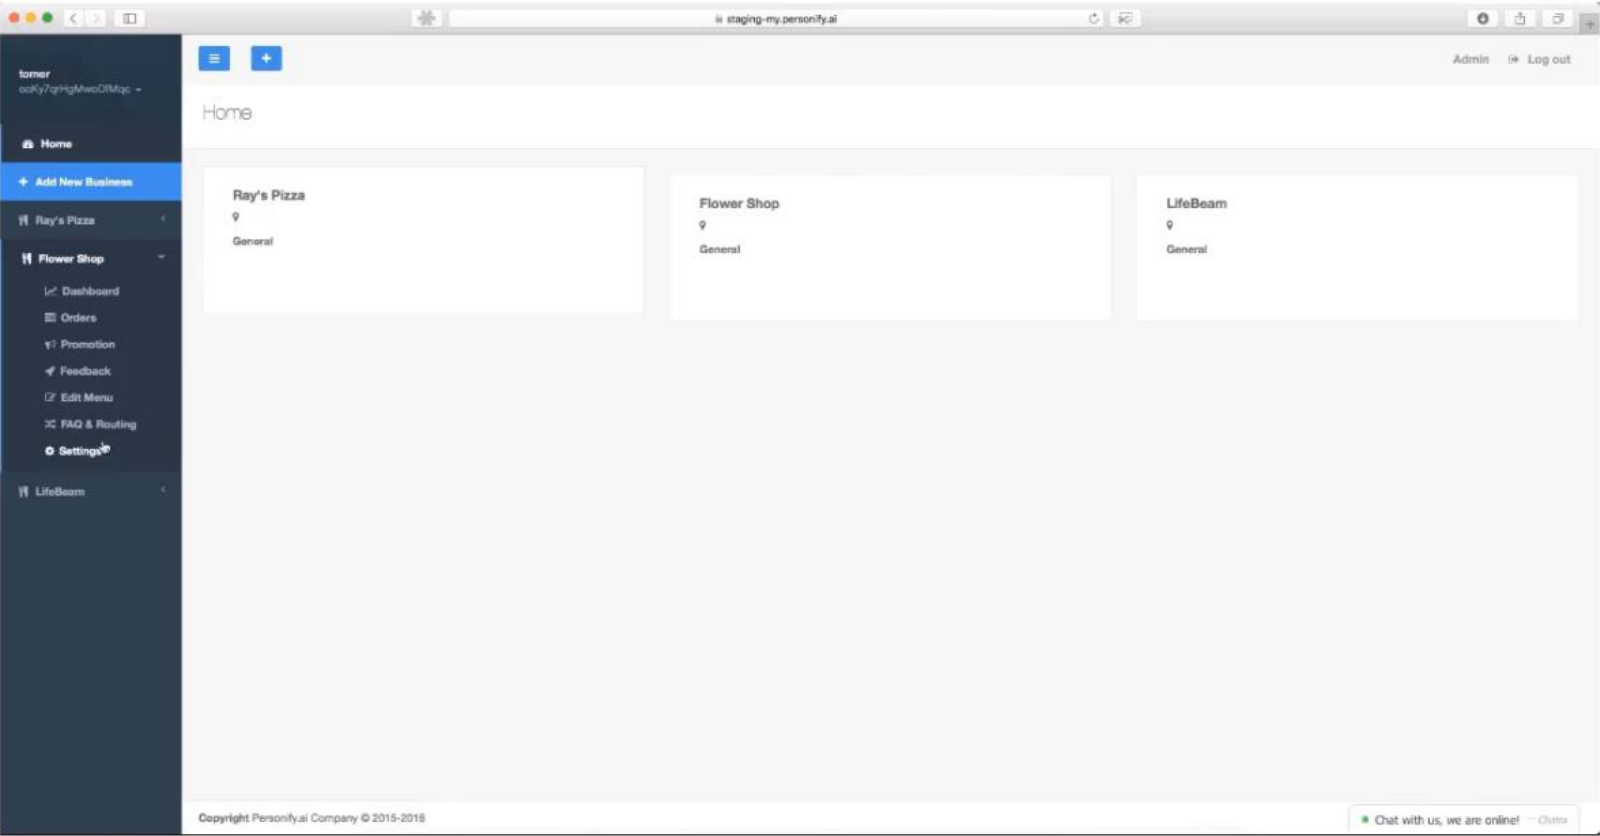 staging-my.personify.ai
tomer
Admin
Log out
Home
Home
Add New Business
Ray's Pizza
Flower Shop
Dashboard
Orders
Promotion
Feedback
Edit Menu
FAQ & Routing
Settings
LifeBeam
Ray's Pizza
General
Flower Shop
General
LifeBeam
General
Copyright Personify.ai Company © 2015-2016
Chat with us, we are online!